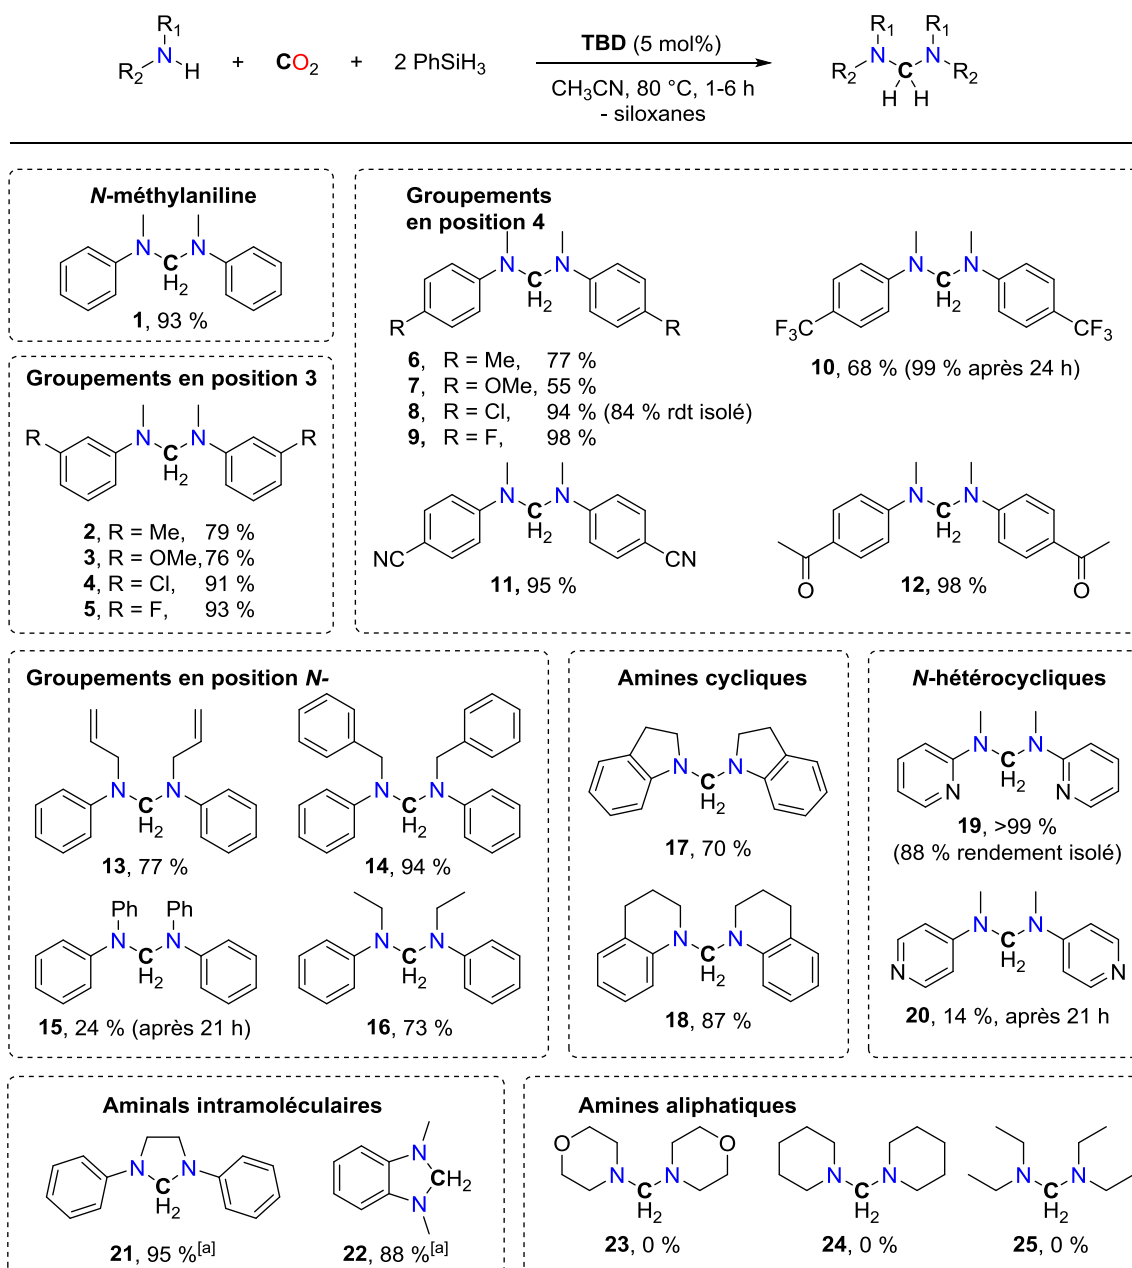 R1 N R2 H + CO2 + 2 PhSiH3 TBD (5 mol%) CH3CN, 80 °C, 1-6 h - siloxanes R1 R1 N N R2 C R2 H H
N-méthylaniline
N N C H2
1, 93 %
Groupements en position 3
R N N R C H2
2, R = Me, 79 %
3, R = OMe, 76 %
4, R = Cl, 91 %
5, R = F, 93 %
Groupements
en position 4
N N C H2 R R
6, R = Me, 77 %
7, R = OMe, 55 %
8, R = Cl, 94 % (84 % rdt isolé)
9, R = F, 98 %
N N C H2 F3C CF3
10, 68 % (99 % après 24 h)
N N C H2 NC CN
11, 95 %
N N C H2 O O
12, 98 %
Groupements en position N-
N N C H2
13, 77 %
N N C H2
14, 94 %
Ph Ph N N C H2
15, 24 % (après 21 h)
N N C H2
16, 73 %
Amines cycliques
N N C H2
17, 70 %
N N C H2
18, 87 %
N-hétérocycliques
N N C H2 N N
19, >99 %
(88 % rendement isolé)
N N C H2 N N
20, 14 %, après 21 h
Aminals intramoléculaires
N N C H2
21, 95 %[a]
N CH2 N
22, 88 %[a]
Amines aliphatiques
O O N N C H2
23, 0 %
N N C H2
24, 0 %
N N C H2
25, 0 %